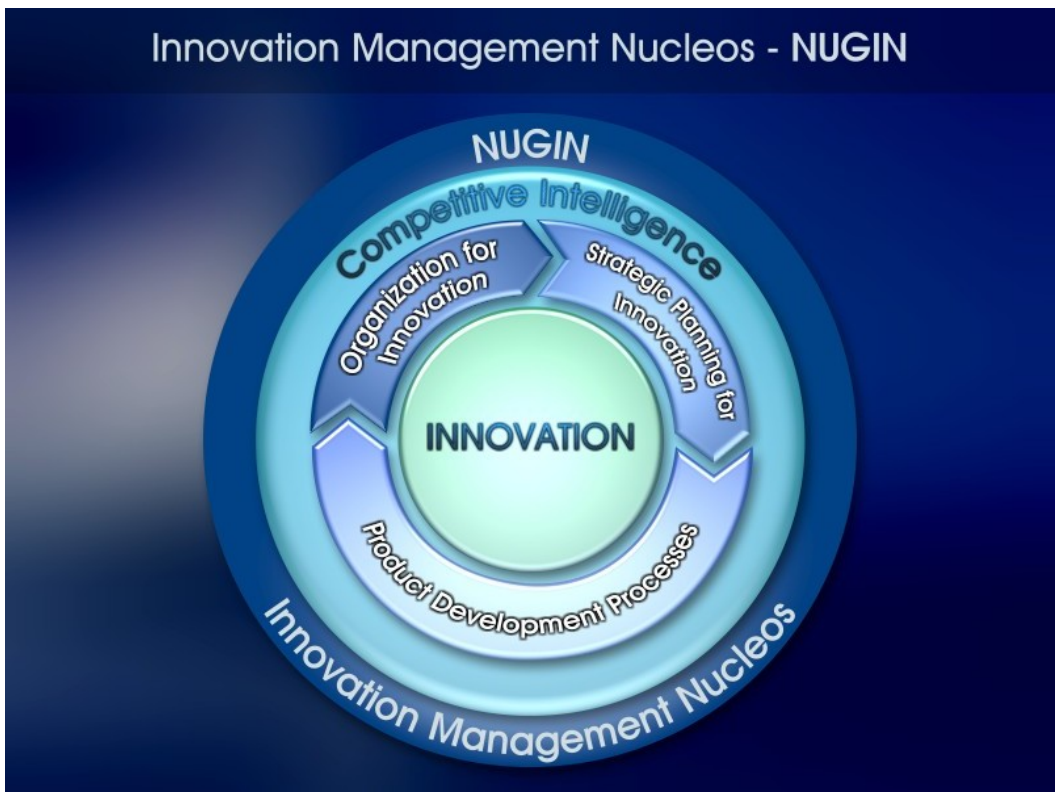 Innovation Management Nucleos - NUGIN
NUGIN
Competitive Intelligence
Organization for
Innovation
Strategic Planning for
Innovation
INNOVATION
Product Development Processes
Innovation Management Nucleos